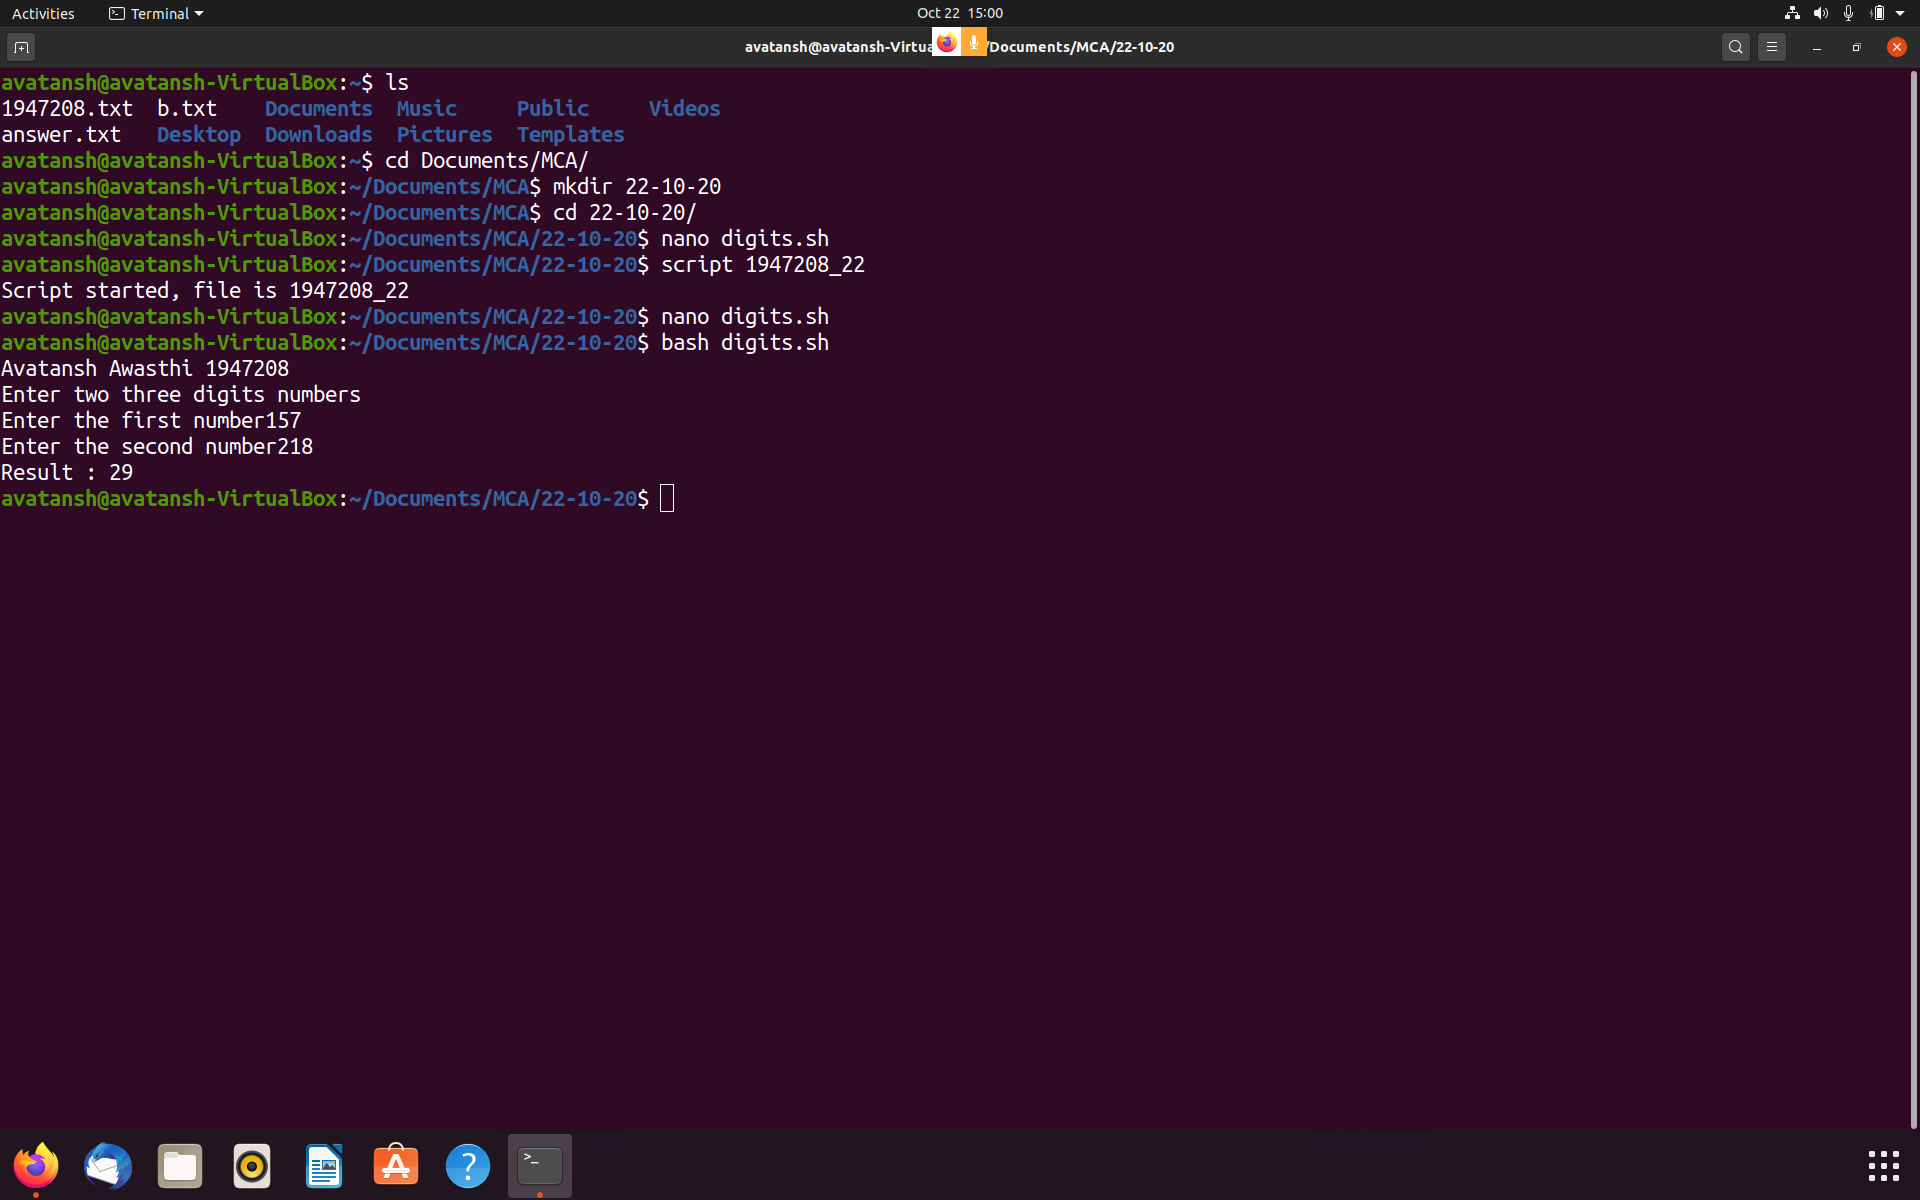 Activities Terminal Oct 22 15:00
avatansh@avatansh-Virtua /Documents/MCA/22-10-20
avatansh@avatansh-VirtualBox:~$ ls
1947208.txt b.txt Documents Music Public Videos
answer.txt Desktop Downloads Pictures Templates
avatansh@avatansh-VirtualBox:~$ cd Documents/MCA/
avatansh@avatansh-VirtualBox:~/Documents/MCA$ mkdir 22-10-20
avatansh@avatansh-VirtualBox:~/Documents/MCA$ cd 22-10-20/
avatansh@avatansh-VirtualBox:~/Documents/MCA/22-10-20$ nano digits.sh
avatansh@avatansh-VirtualBox:~/Documents/MCA/22-10-20$ script 1947208_22
Script started, file is 1947208_22
avatansh@avatansh-VirtualBox:~/Documents/MCA/22-10-20$ nano digits.sh
avatansh@avatansh-VirtualBox:~/Documents/MCA/22-10-20$ bash digits.sh
Avatansh Awasthi 1947208
Enter two three digits numbers
Enter the first number157
Enter the second number218
Result : 29
avatansh@avatansh-VirtualBox:~/Documents/MCA/22-10-20$